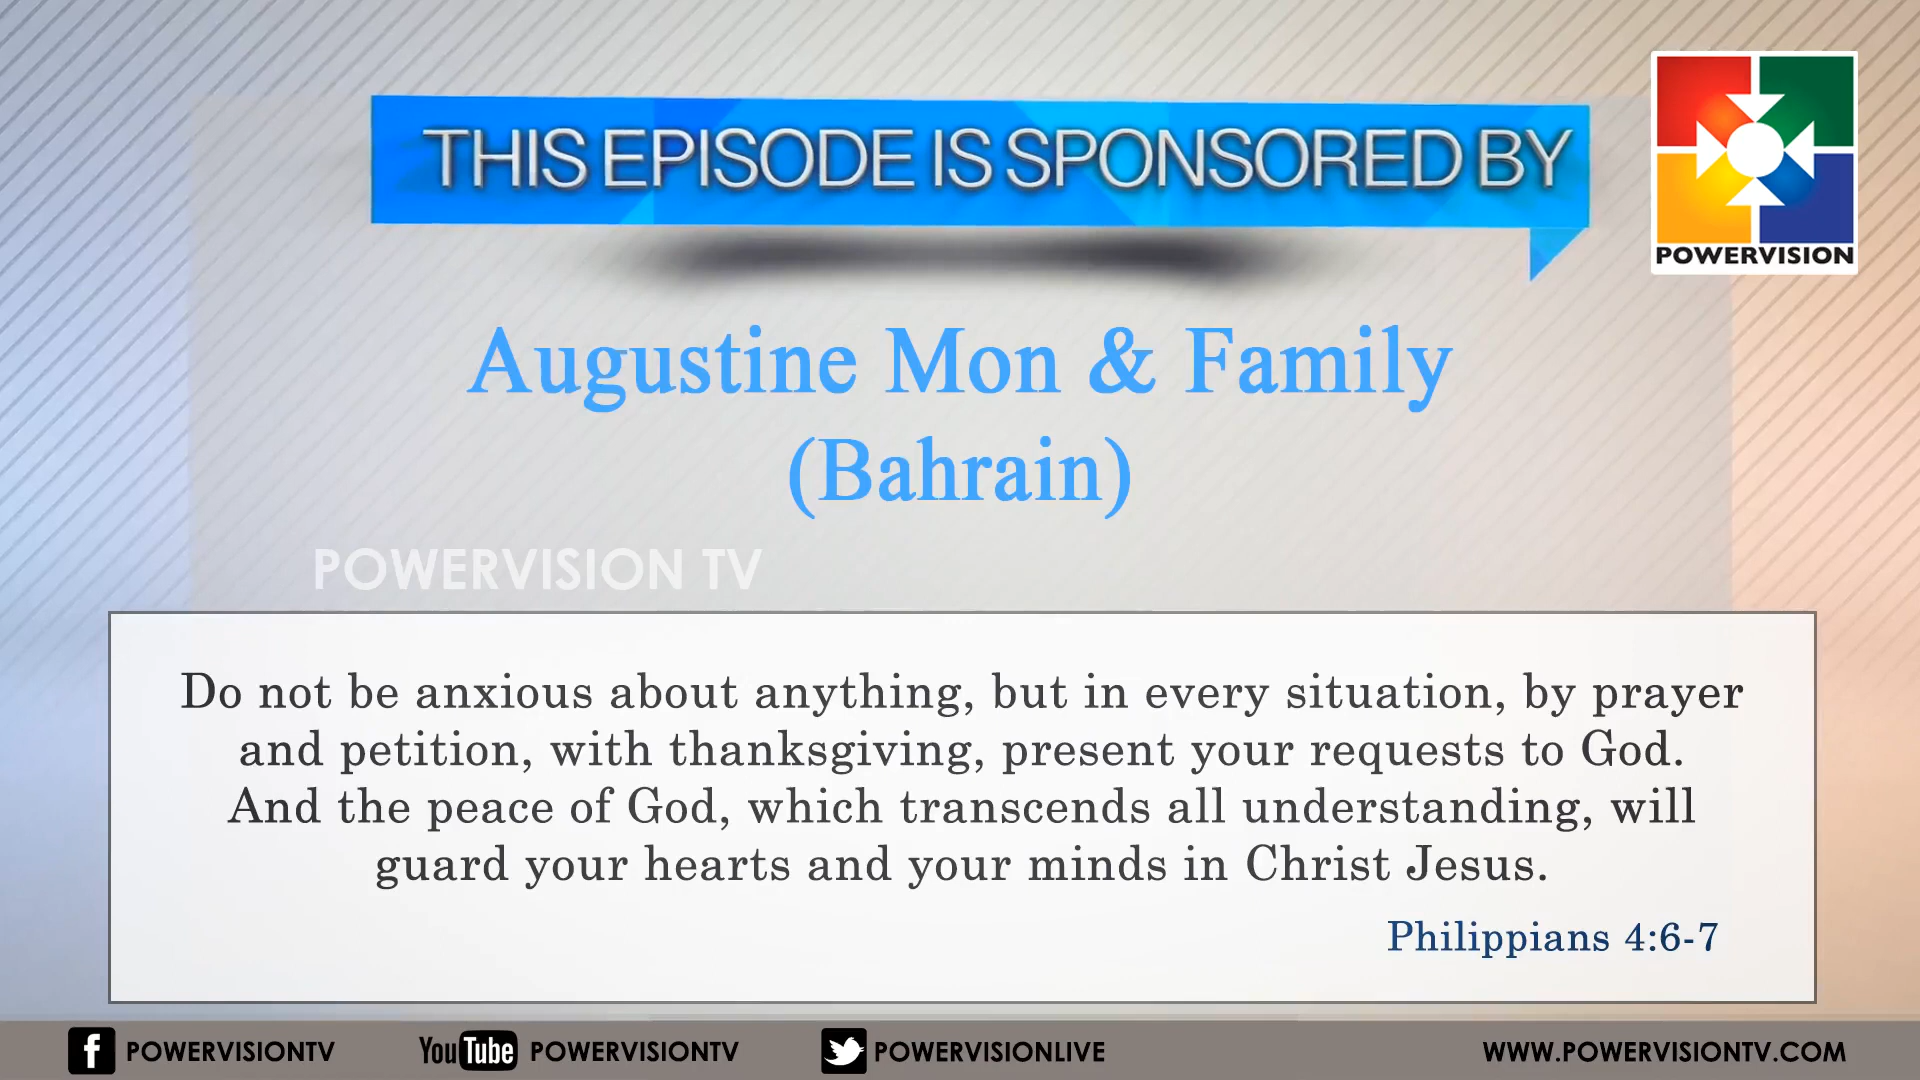 THIS EPISODE IS SPONSORED BY
POWERVISION
Augustine Mon & Family
(Bahrain)
POWERVISION TV
Do not be anxious about anything, but in every situation, by prayer
and petition, with thanksgiving, present your requests to God.
And the peace of God, which transcends all understanding, will
guard your hearts and your minds in Christ Jesus.
Philippians 4:6-7
f POWERVISIONTV YouTube POWERVISIONTV POWERVISIONLIVE WWW.POWERVISIONTV.COM